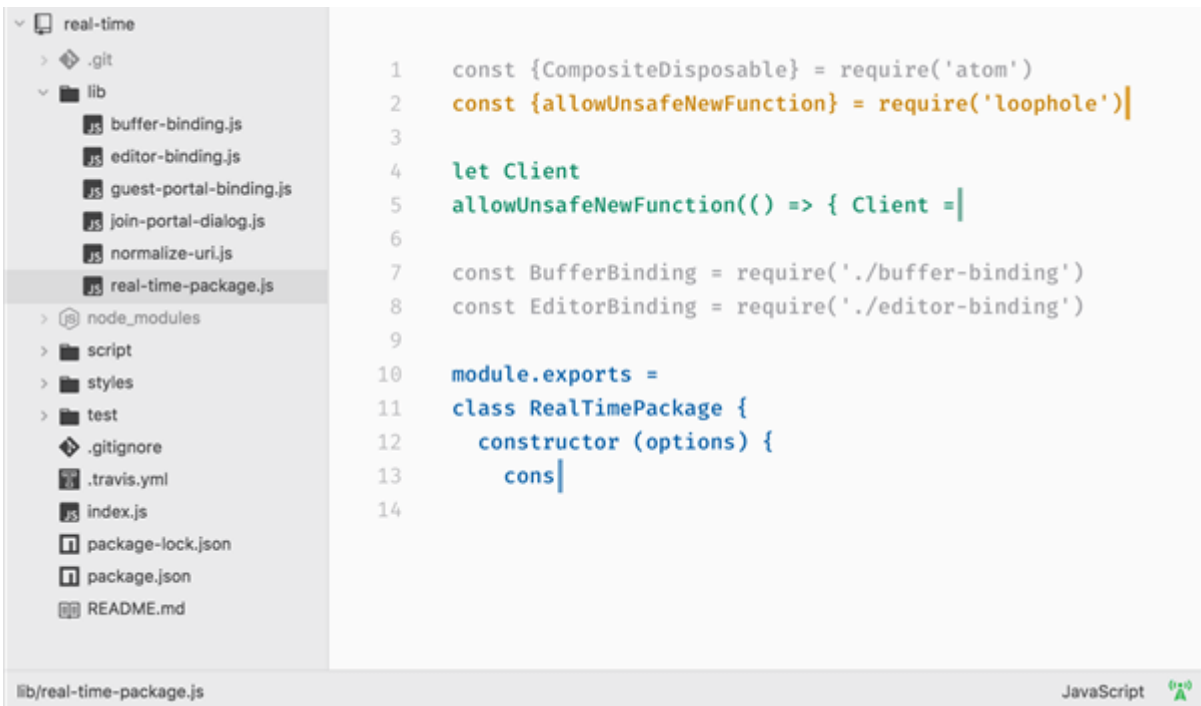 real-time
.git
lib
buffer-binding.js
editor-binding.js
guest-portal-binding.js
join-portal-dialog.js
normalize-uri.js
real-time-package.js
node_modules
script
styles
test
.gitignore
.travis.yml
index.js
package-lock.json
package.json
README.md
1 const {CompositeDisposable} = require('atom')
2 const {allowUnsafeNewFunction} = require('loophole')
3
4 let Client
5 allowUnsafeNewFunction(() => { Client =
6
7 const BufferBinding = require('./buffer-binding')
8 const EditorBinding = require('./editor-binding')
9
10 module.exports =
11 class RealTimePackage {
12   constructor (options) {
13     cons
14
lib/real-time-package.js
JavaScript